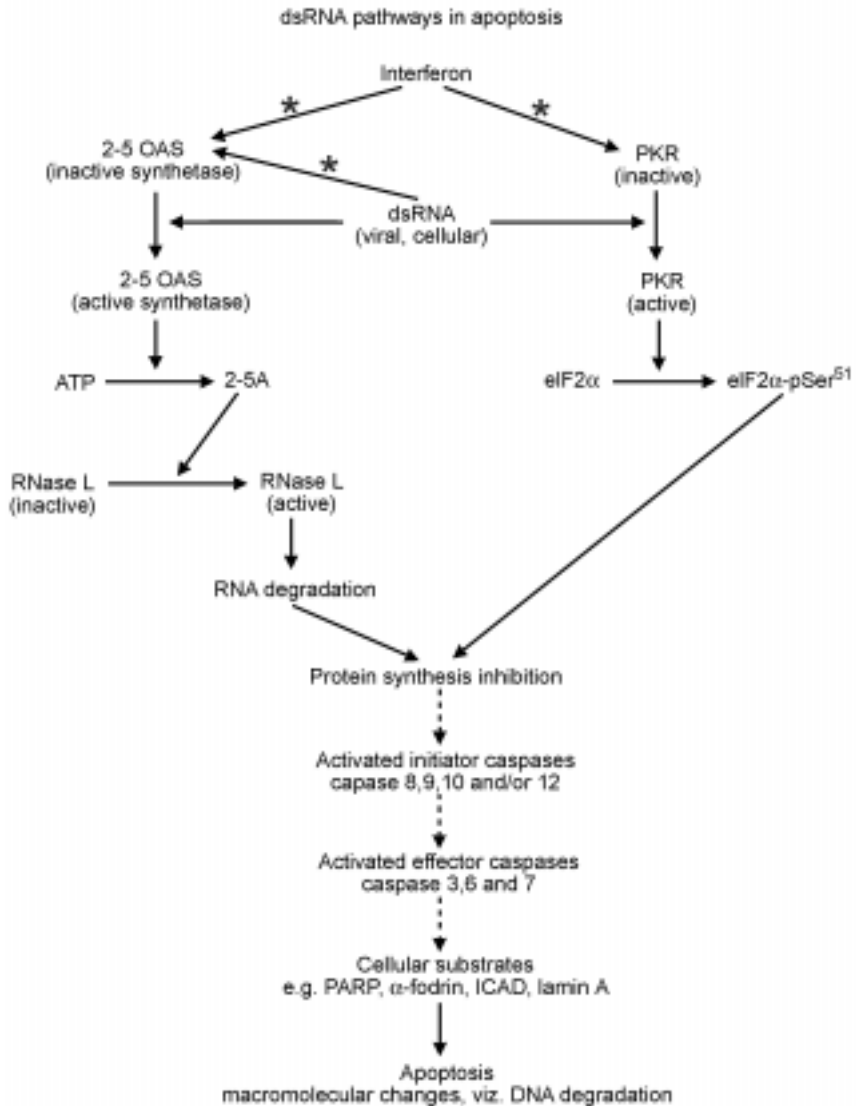 dsRNA pathways in apoptosis
Interferon
*
*
2-5 OAS
(inactive synthetase)
*
PKR
(inactive)
dsRNA
(viral, cellular)
2-5 OAS
(active synthetase)
PKR
(active)
ATP
2-5A
eIF2α
eIF2α-pSer51
RNase L
(inactive)
RNase L
(active)
RNA degradation
Protein synthesis inhibition
Activated initiator caspases
capase 8,9,10 and/or 12
Activated effector caspases
caspase 3,6 and 7
Cellular substrates
e.g. PARP, α-fodrin, ICAD, lamin A
Apoptosis
macromolecular changes, viz. DNA degradation